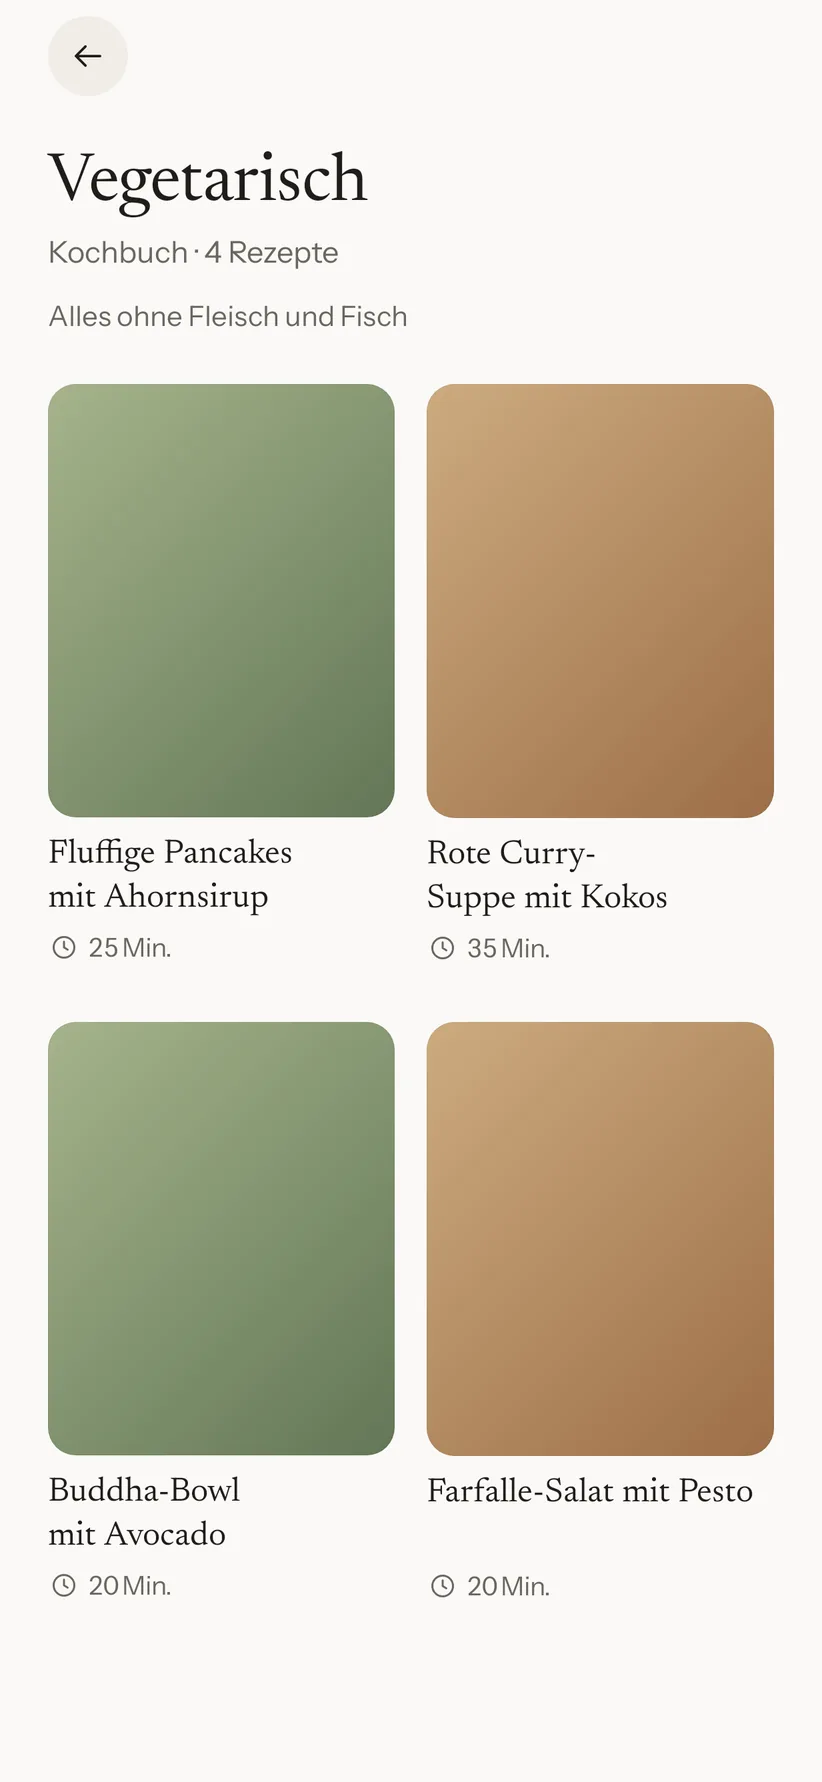 Vegetarisch
Kochbuch · 4 Rezepte
Alles ohne Fleisch und Fisch
Fluffige Pancakes
mit Ahornsirup
25 Min.
Rote Curry-
Suppe mit Kokos
35 Min.
Buddha-Bowl
mit Avocado
20 Min.
Farfalle-Salat mit Pesto
20 Min.